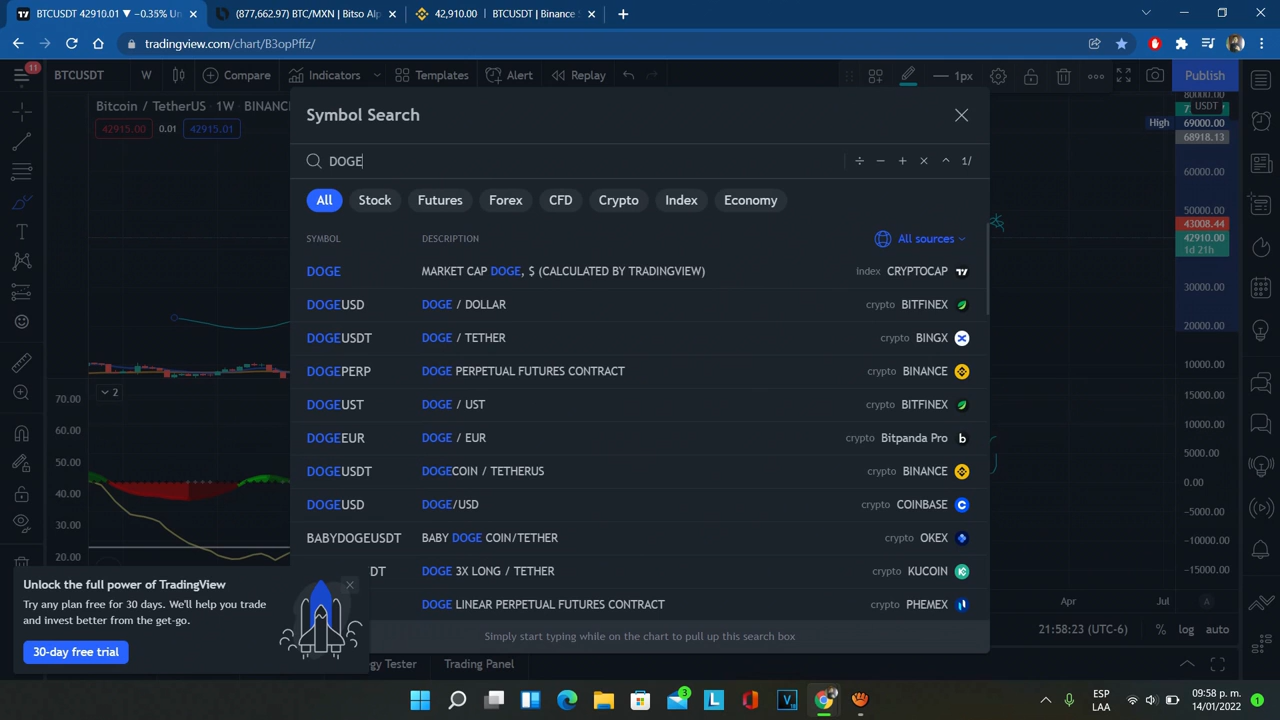 BTCUSDT 42910.01 ▼ −0.35% Un
(877,662.97) BTC/MXN | Bitso Alp
42,910.00 | BTCUSDT | Binance
tradingview.com/chart/B3opPffz/
11
BTCUSDT
W
Compare
Indicators
Templates
Alert
Replay
1px
Publish
Bitcoin / TetherUS · 1W · BINANC
42915.00
0.01
42915.01
Symbol Search
DOGE
1/
All
Stock
Futures
Forex
CFD
Crypto
Index
Economy
SYMBOL
DESCRIPTION
All sources
DOGE MARKET CAP DOGE, $ (CALCULATED BY TRADINGVIEW) index CRYPTOCAP
DOGEUSD DOGE / DOLLAR crypto BITFINEX
DOGEUSDT DOGE / TETHER crypto BINGX
DOGEPERP DOGE PERPETUAL FUTURES CONTRACT crypto BINANCE
DOGEUST DOGE / UST crypto BITFINEX
DOGEEUR DOGE / EUR crypto Bitpanda Pro
DOGEUSDT DOGECOIN / TETHERUS crypto BINANCE
DOGEUSD DOGE/USD crypto COINBASE
BABYDOGEUSDT BABY DOGE COIN/TETHER crypto OKEX
DT DOGE 3X LONG / TETHER crypto KUCOIN
DOGE LINEAR PERPETUAL FUTURES CONTRACT crypto PHEMEX
Simply start typing while on the chart to pull up this search box
80000.00
USDT
High
69000.00
68918.13
60000.00
50000.00
43008.44
42910.00
1d 21h
30000.00
20000.00
10000.00
15000.00
10000.00
5000.00
0.00
−5000.00
−10000.00
−15000.00
2
70.00
60.00
50.00
40.00
30.00
20.00
Unlock the full power of TradingView
Try any plan free for 30 days. We'll help you trade
and invest better from the get-go.
30-day free trial
Apr
Jul
A
21:58:23 (UTC-6)
%
log
auto
gy Tester
Trading Panel
3
ESP
LAA
09:58 p. m.
14/01/2022
1